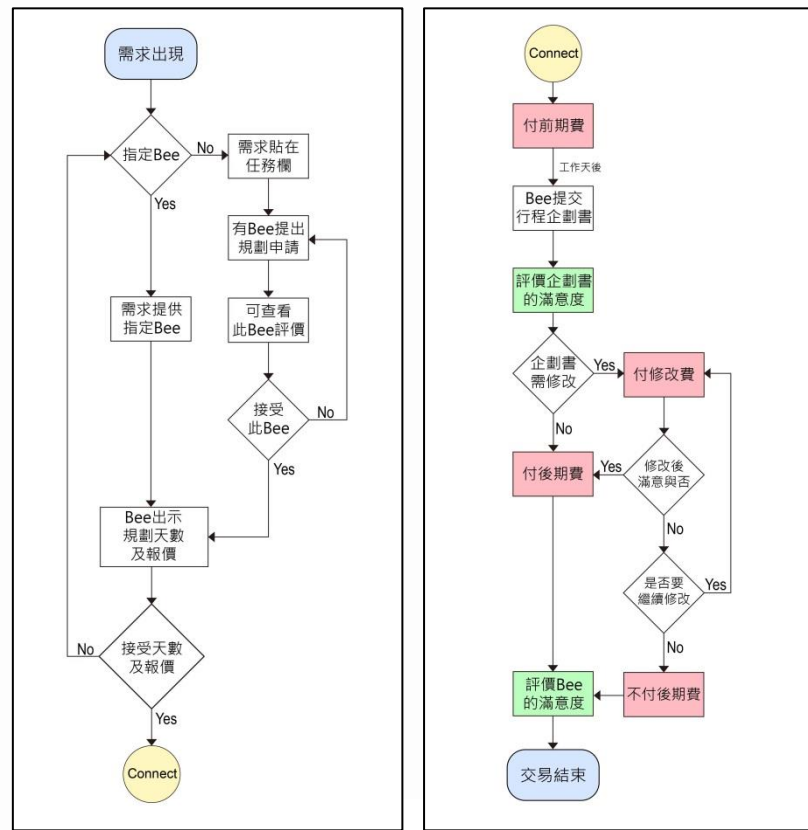 需求出現
指定Bee
No
Yes
需求貼在
任務欄
有Bee提出
規劃申請
需求提供
指定Bee
可查看
此Bee評價
接受
此Bee
No
Yes
Bee出示
規劃天數
及報價
接受天數
及報價
No
Yes
Connect
Connect
付前期費
工作天後
Bee提交
行程企劃書
評價企劃書
的滿意度
企劃書
需修改
Yes
No
付修改費
付後期費
修改後
滿意與否
Yes
No
是否要
繼續修改
Yes
No
評價Bee
的滿意度
不付後期費
交易結束